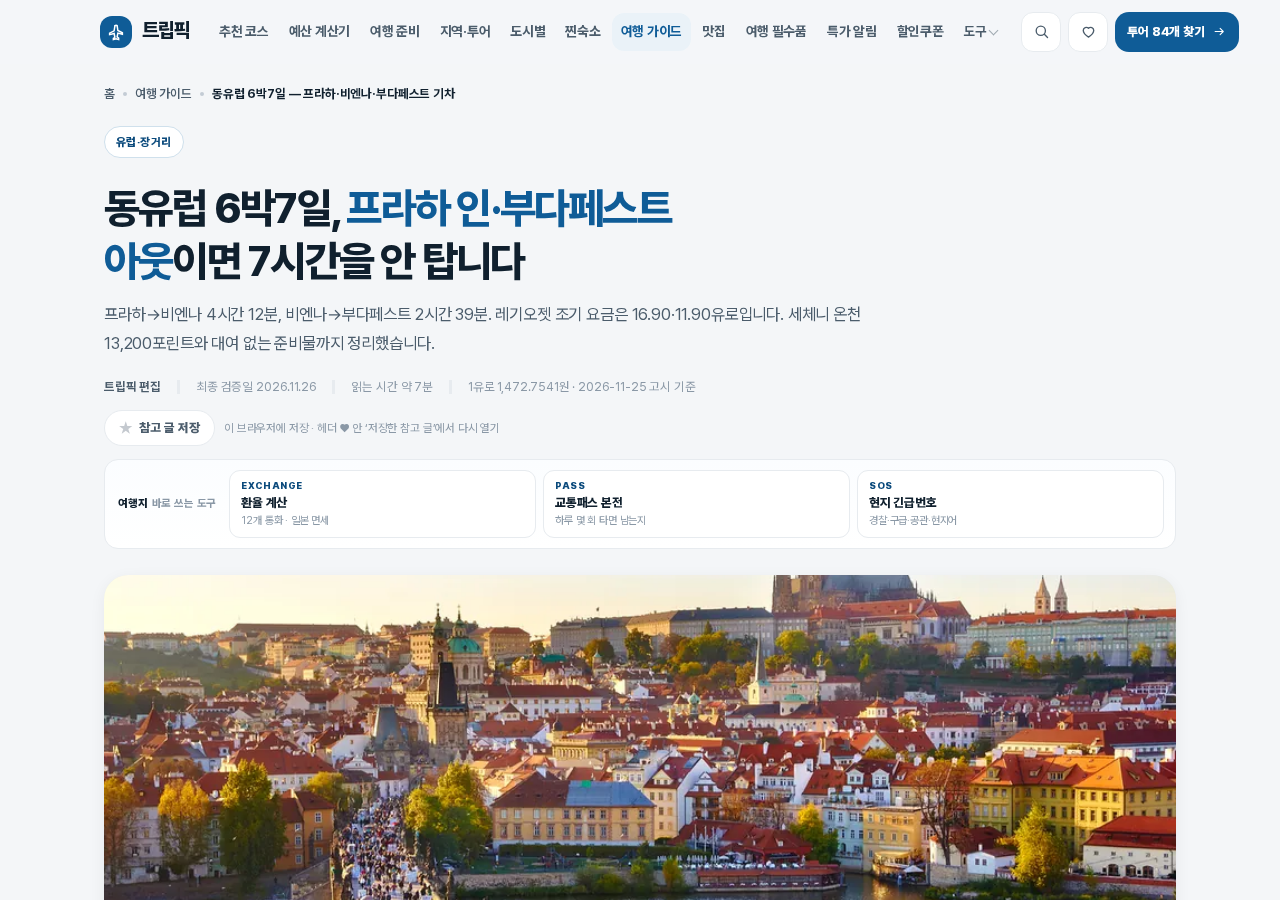 트립픽
추천 코스 예산 계산기 여행 준비 지역·투어 도시별 찐숙소 여행 가이드 맛집 여행 필수품 특가 알림 할인쿠폰 도구 투어 84개 찾기 →
홈 • 여행 가이드 • 동유럽 6박7일 — 프라하·비엔나·부다페스트 기차
유럽·장거리
동유럽 6박7일, 프라하 인·부다페스트
아웃이면 7시간을 안 탑니다
프라하→비엔나 4시간 12분, 비엔나→부다페스트 2시간 39분. 레기오젯 조기 요금은 16.90·11.90유로입니다. 세체니 온천
13,200포린트와 대여 없는 준비물까지 정리했습니다.
트립픽 편집 | 최종 검증일 2026.11.26 | 읽는 시간 약 7분 | 1유로 1,472.7541원 · 2026-11-25 고시 기준
★ 참고 글 저장 이 브라우저에 저장 · 헤더 ♥ 안 ‘저장한 참고 글’에서 다시 열기
여행지 바로 쓰는 도구
EXCHANGE
환율 계산
12개 통화 · 일본 면세
PASS
교통패스 본전
하루 몇 회 타면 남는지
SOS
현지 긴급번호
경찰·구급·공관·현지어